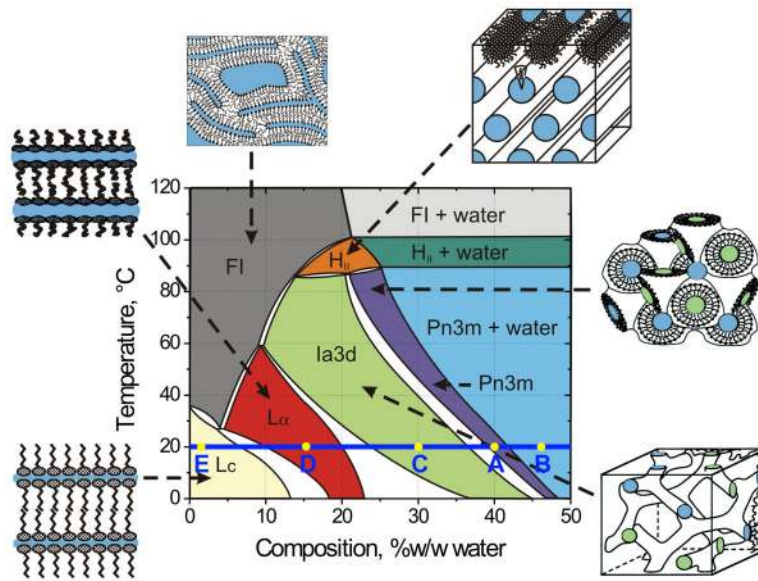 120
100
80
60
40
20
0
Temperature, °C
FI
FI + water
HII
HII + water
Pn3m + water
Ia3d
Pn3m
Lα
Lc
E
D
C
A
B
0
10
20
30
40
50
Composition, %w/w water